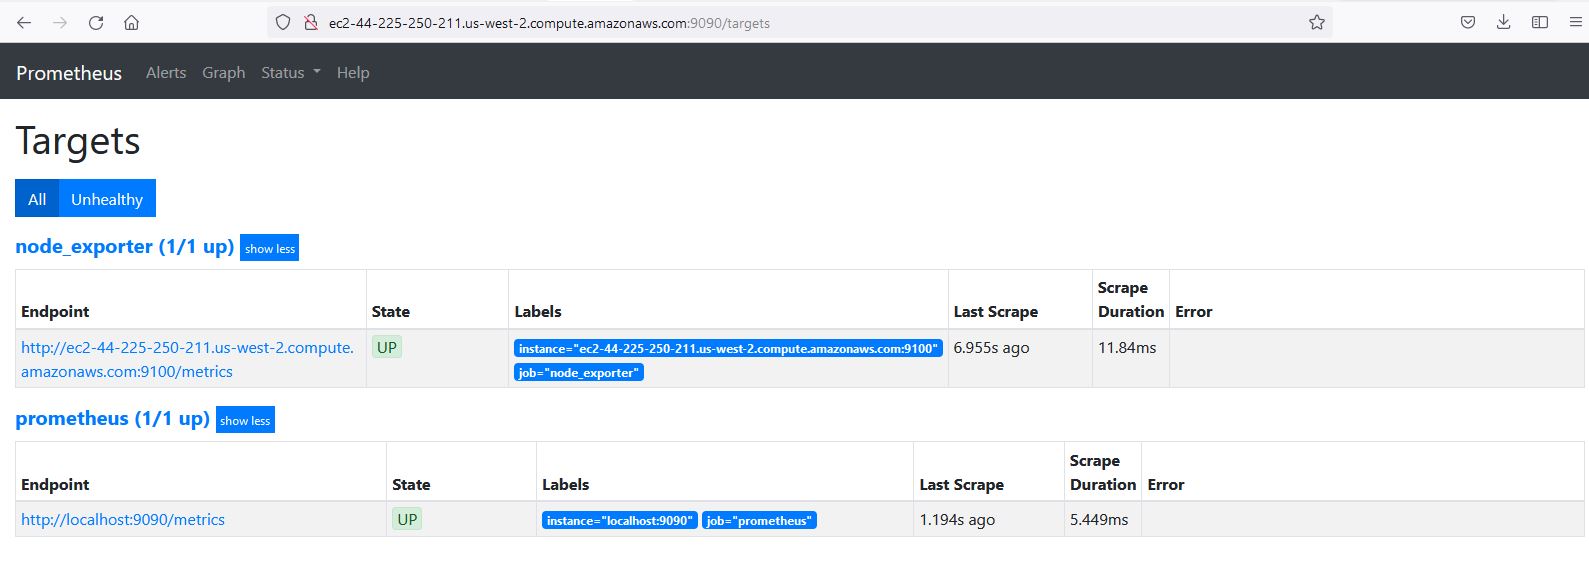 ec2-44-225-250-211.us-west-2.compute.amazonaws.com:9090/targets
Prometheus Alerts Graph Status Help
Targets
All Unhealthy
node_exporter (1/1 up) show less
Endpoint State Labels Last Scrape Scrape Duration Error
http://ec2-44-225-250-211.us-west-2.compute. UP instance="ec2-44-225-250-211.us-west-2.compute.amazonaws.com:9100" 6.955s ago 11.84ms
amazonaws.com:9100/metrics job="node_exporter"
prometheus (1/1 up) show less
Endpoint State Labels Last Scrape Scrape Duration Error
http://localhost:9090/metrics UP instance="localhost:9090" job="prometheus" 1.194s ago 5.449ms